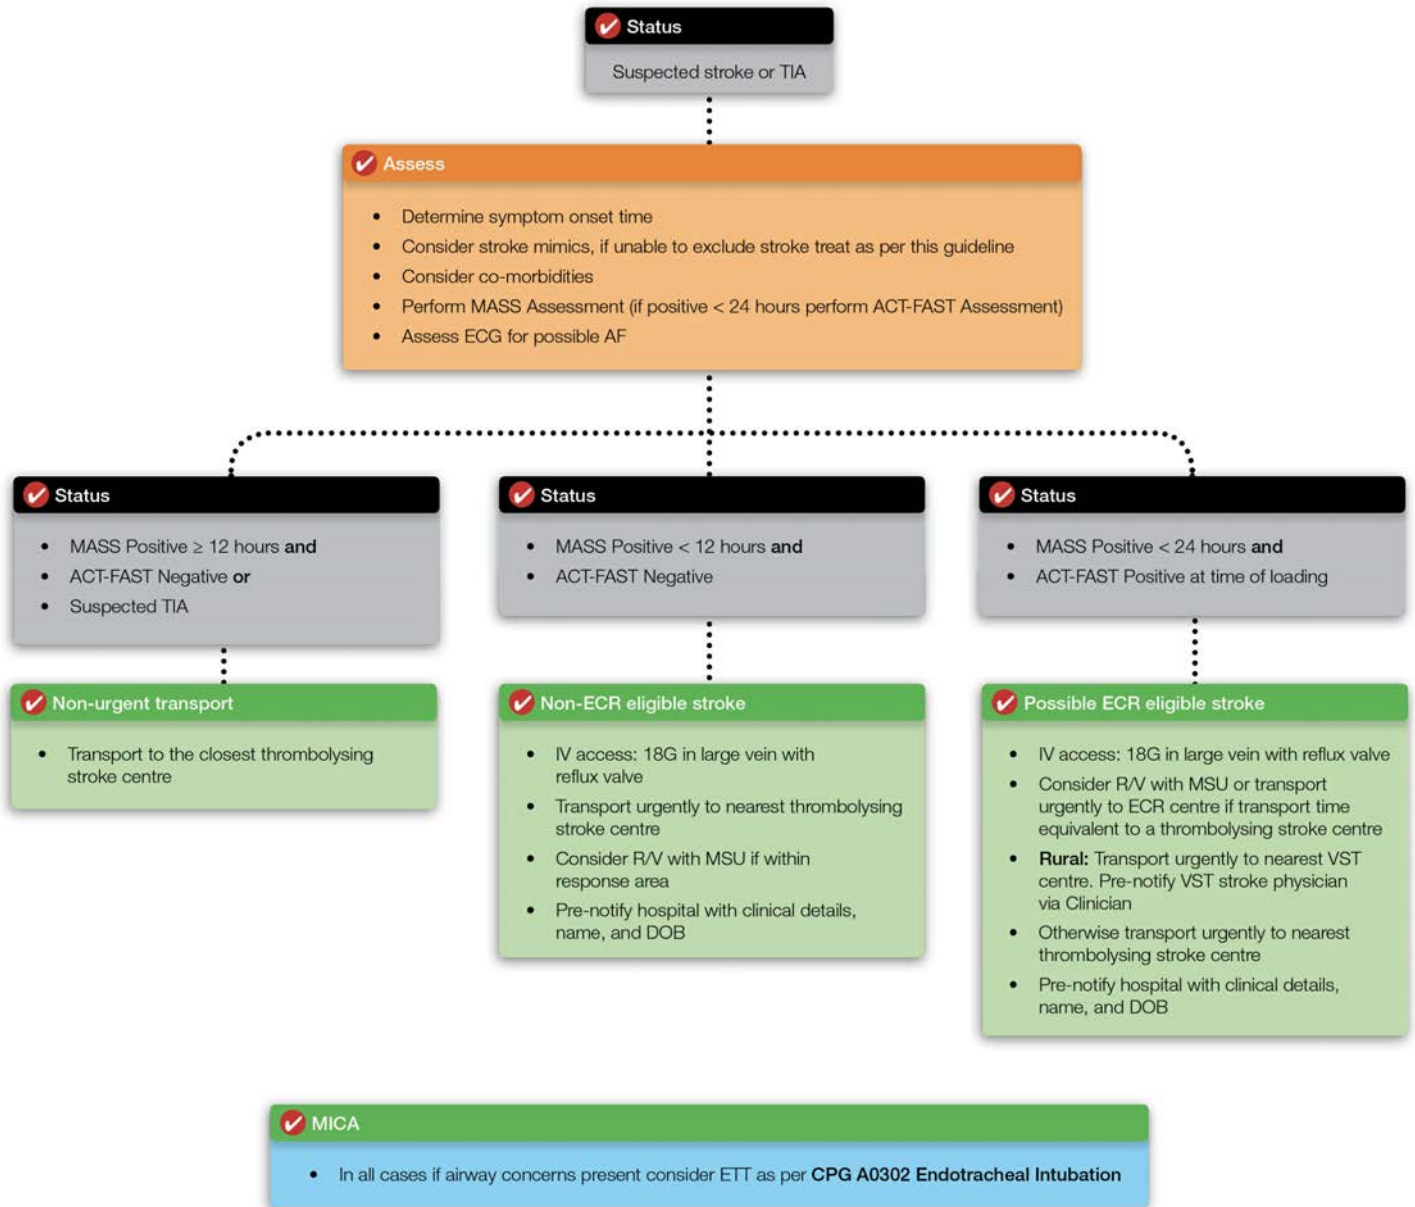 Status
Suspected stroke or TIA
Assess
• Determine symptom onset time
• Consider stroke mimics, if unable to exclude stroke treat as per this guideline
• Consider co-morbidities
• Perform MASS Assessment (if positive < 24 hours perform ACT-FAST Assessment)
• Assess ECG for possible AF
Status
• MASS Positive ≥ 12 hours and
• ACT-FAST Negative or
• Suspected TIA
Non-urgent transport
• Transport to the closest thrombolysing
stroke centre
Status
• MASS Positive < 12 hours and
• ACT-FAST Negative
Non-ECR eligible stroke
• IV access: 18G in large vein with
reflux valve
• Transport urgently to nearest thrombolysing
stroke centre
• Consider R/V with MSU if within
response area
• Pre-notify hospital with clinical details,
name, and DOB
Status
• MASS Positive < 24 hours and
• ACT-FAST Positive at time of loading
Possible ECR eligible stroke
• IV access: 18G in large vein with reflux valve
• Consider R/V with MSU or transport
urgently to ECR centre if transport time
equivalent to a thrombolysing stroke centre
• Rural: Transport urgently to nearest VST
centre. Pre-notify VST stroke physician
via Clinician
• Otherwise transport urgently to nearest
thrombolysing stroke centre
• Pre-notify hospital with clinical details,
name, and DOB
MICA
• In all cases if airway concerns present consider ETT as per CPG A0302 Endotracheal Intubation